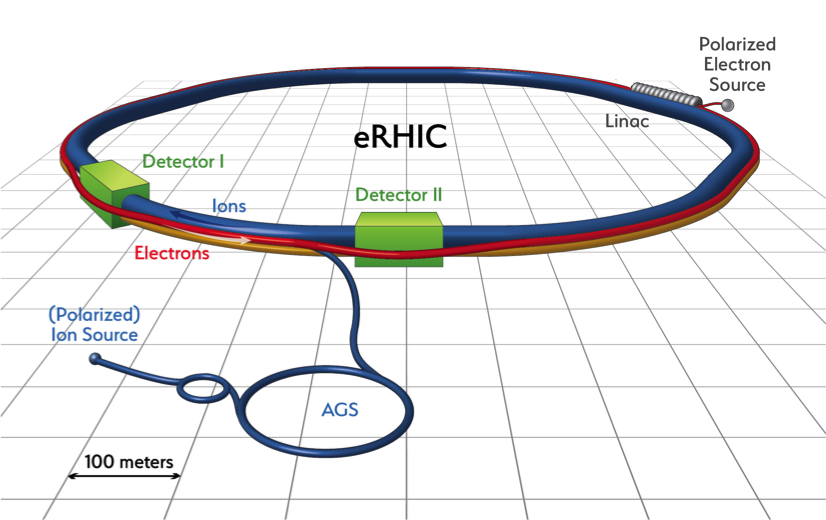 Polarized
Electron
Source
Linac
eRHIC
Detector I
Detector II
Ions
Electrons
(Polarized)
Ion Source
AGS
100 meters